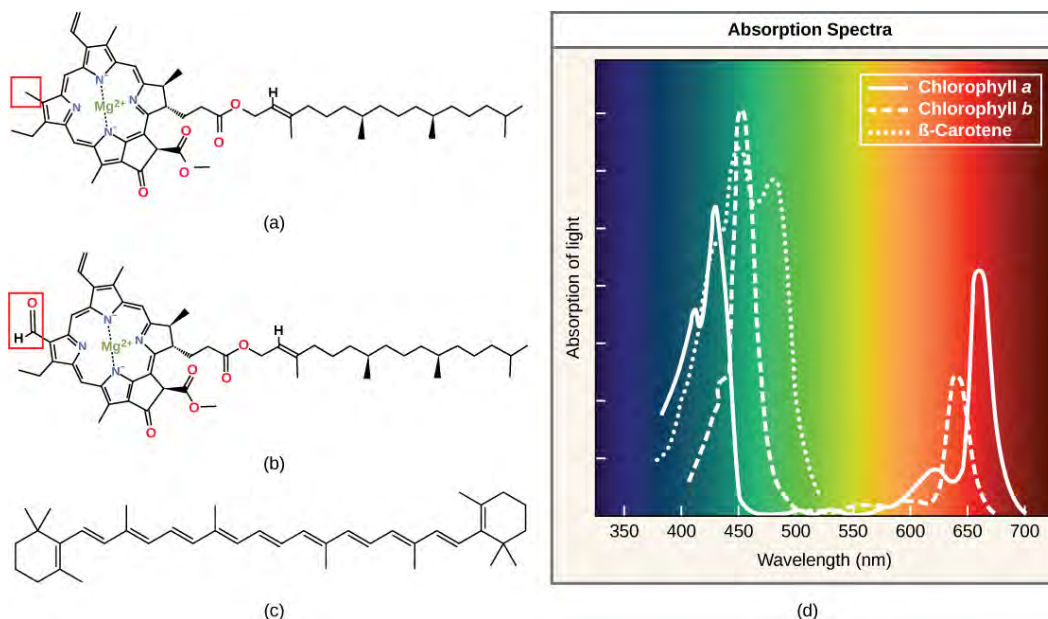 N⁻
Mg²⁺
N
N
N⁻
O
O
H
O
O
O
(a)
O
H
N⁻
Mg²⁺
N
N
N⁻
O
O
H
O
O
O
(b)
(c)
Absorption Spectra
Chlorophyll a
Chlorophyll b
ß-Carotene
Absorption of light
350 400 450 500 550 600 650 700
Wavelength (nm)
(d)